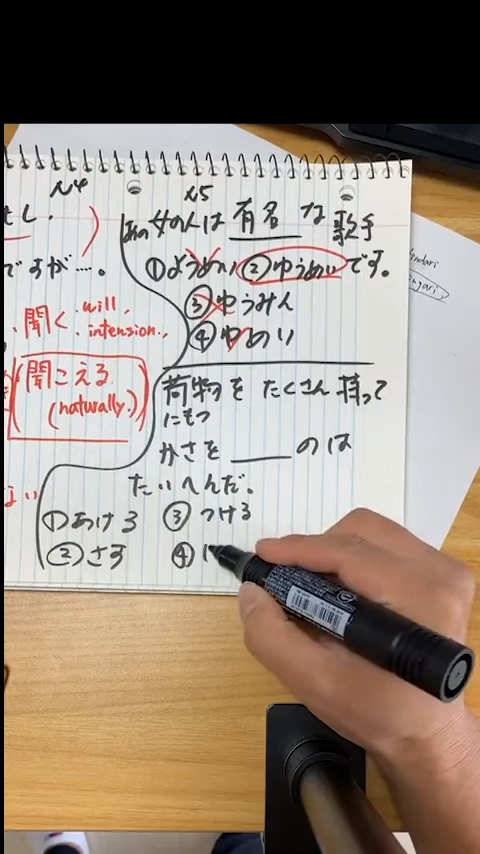 N4
N5
あの女の人は 有名 な 歌手
①ようめい ②ゆうめい です。
③ゆうみん
④ゆめい
ですが....
聞く will,
intension..
聞こえる
(naturally.)
ない
荷物を たくさん 持って
にもつ
かさを ____ のは
たいへんだ。
①あける ③つける
②さす ④